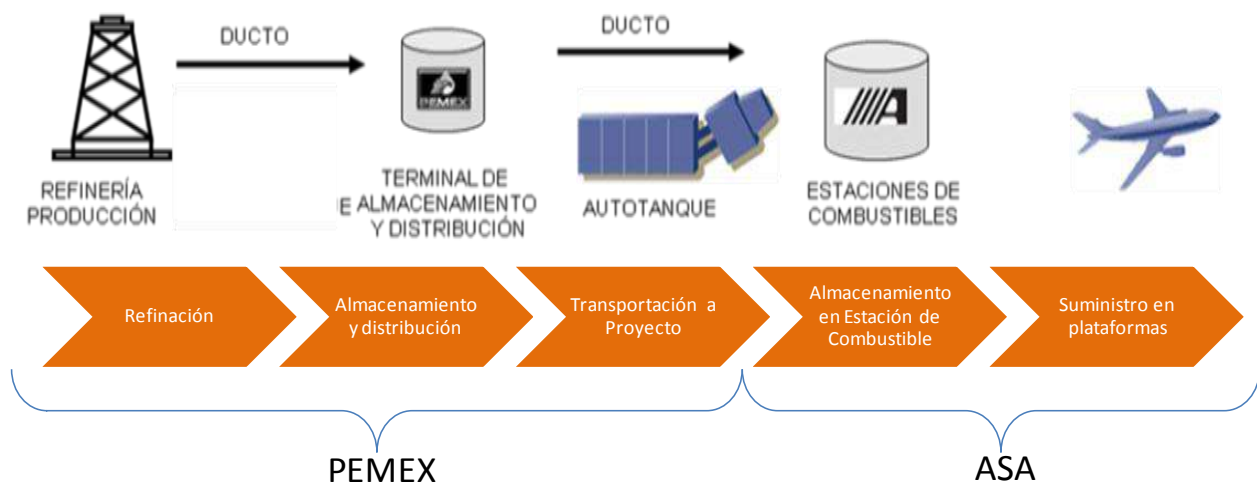 DUCTO
DUCTO
PEMEX
A
REFINERÍA
PRODUCCIÓN
TERMINAL DE
E ALMACENAMIENTO
Y DISTRIBUCIÓN
AUTOTANQUE
ESTACIONES DE
COMBUSTIBLES
Refinación
Almacenamiento
y distribución
Transportación a
Proyecto
Almacenamiento
en Estación de
Combustible
Suministro en
plataformas
PEMEX
ASA